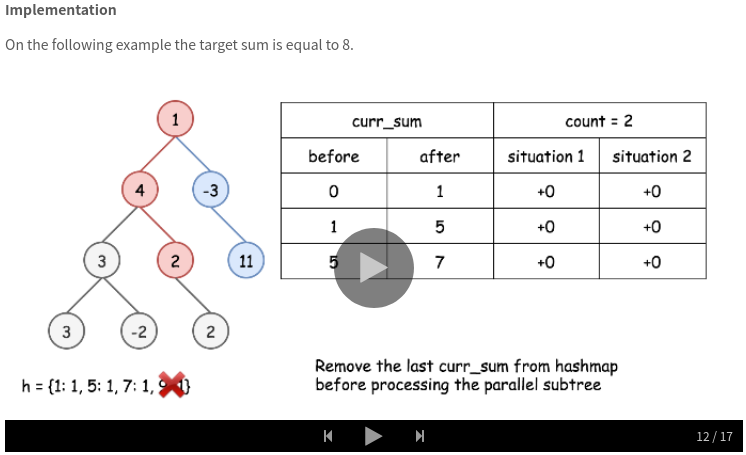 Implementation
On the following example the target sum is equal to 8.
1
4
-3
3
2
11
3
-2
2
curr_sum count = 2
before after situation 1 situation 2
0 1 +0 +0
1 5 +0 +0
5 7 +0 +0
h = {1: 1, 5: 1, 7: 1, 1}
Remove the last curr_sum from hashmap
before processing the parallel subtree
12 / 17